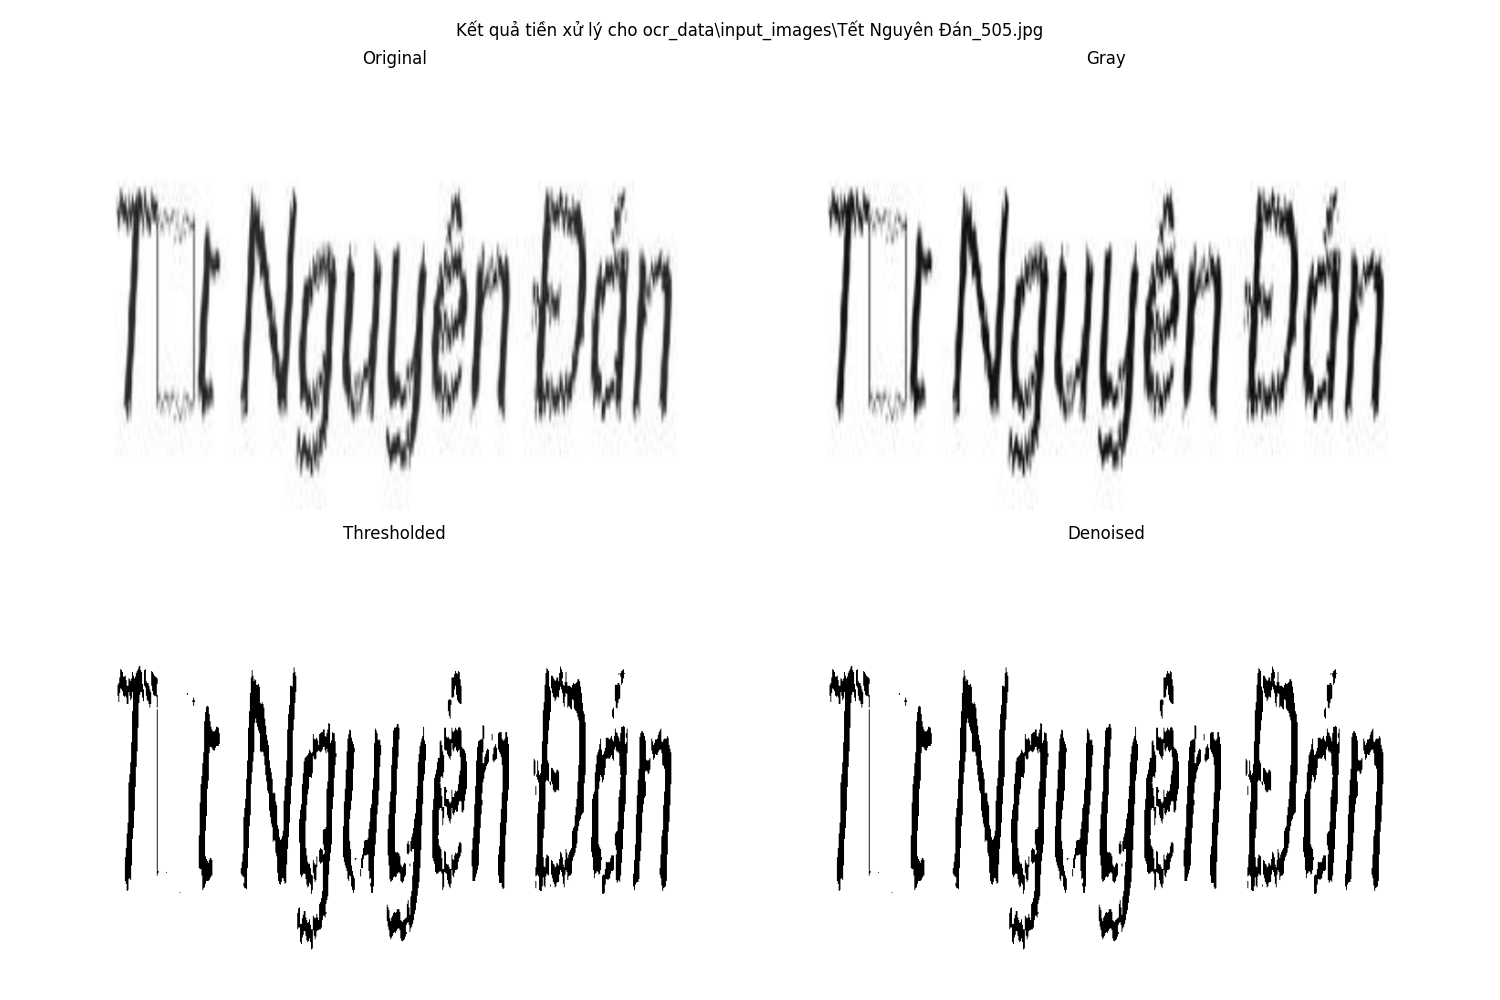 Kết quả tiền xử lý cho ocr_data\input_images\Tết Nguyên Đán_505.jpg
Original
Gray
T□t Nguyên Đán
T□t Nguyên Đán
Thresholded
Denoised
T t Nguyên Đán
T t Nguyên Đán